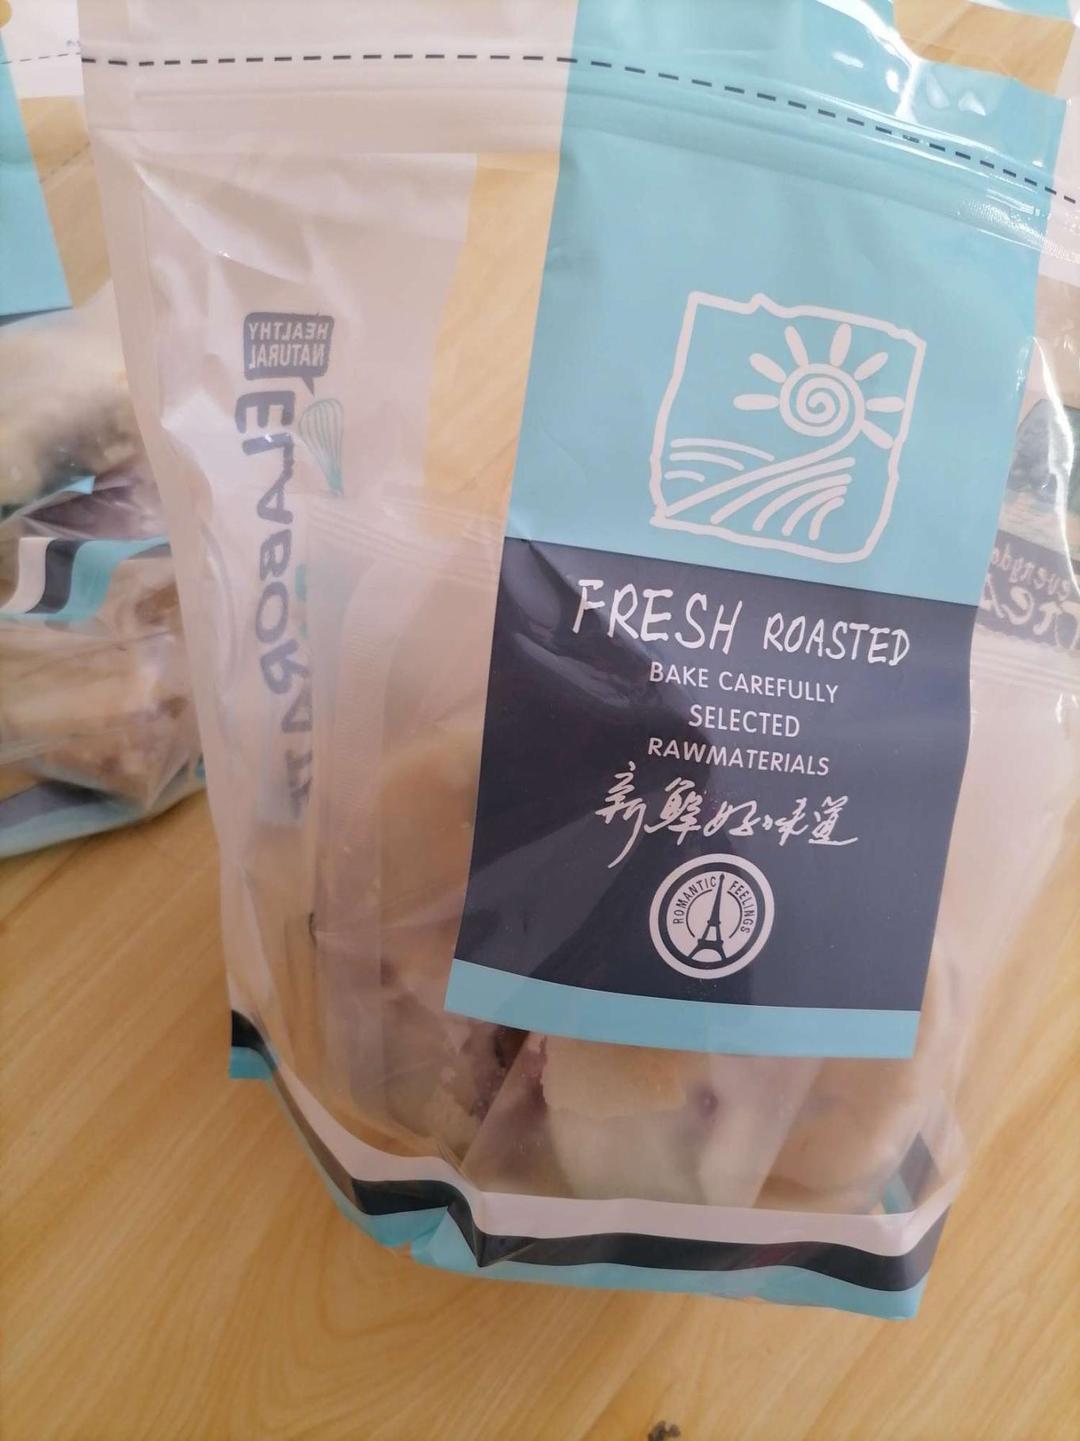 HEALTHY
NATURAL
ELABORATE
FRESH ROASTED
BAKE CAREFULLY
SELECTED
RAWMATERIALS
新鲜好味道
ROMANTIC FEELINGS